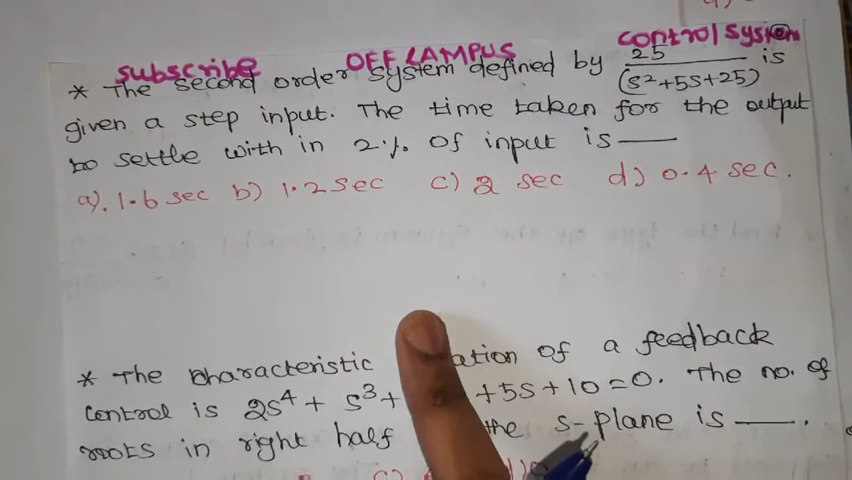 subscribe OFF CAMPUS control system
* The second order system defined by 25 / (s²+5s+25) is
given a step input. The time taken for the output
to settle with in 2% of input is ___
a). 1.6 sec b) 1.2 sec c) 2 sec d) 0.4 sec.
* The characteristic of a feedback
control is 2s⁴ + s³ + +5s+10=0. The no. of
roots in right half the s-plane is ___.